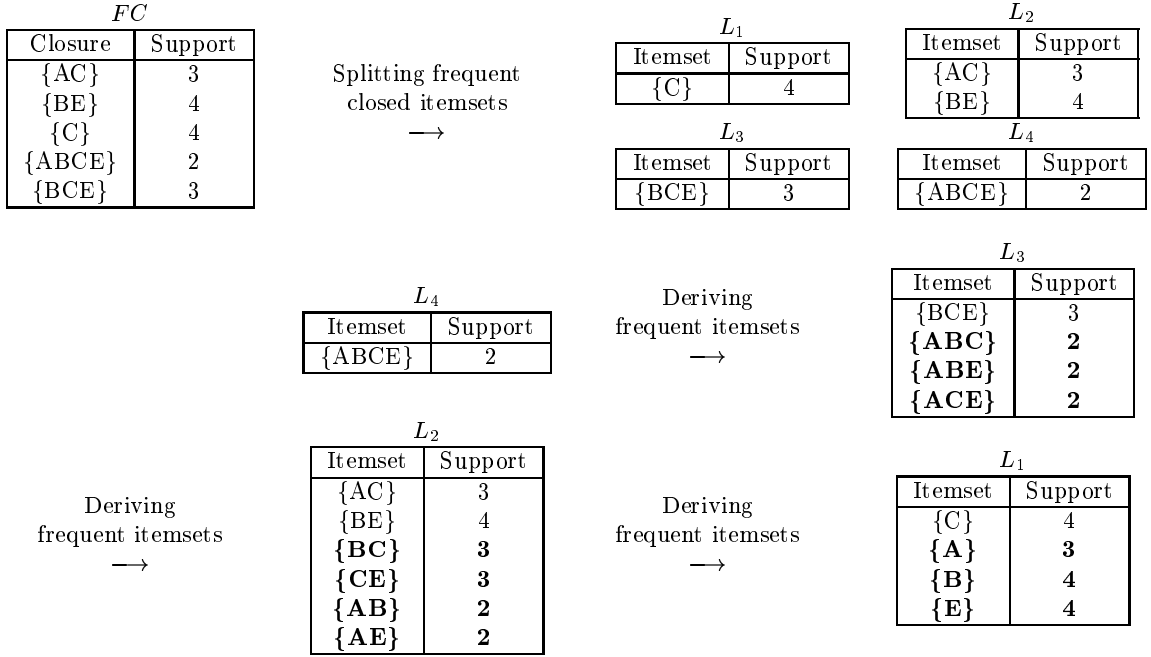 FC
Closure Support
{AC} 3
{BE} 4
{C} 4
{ABCE} 2
{BCE} 3
Splitting frequent
closed itemsets
⟶
L1
Itemset Support
{C} 4
L2
Itemset Support
{AC} 3
{BE} 4
L3
Itemset Support
{BCE} 3
L4
Itemset Support
{ABCE} 2
L4
Itemset Support
{ABCE} 2
Deriving
frequent itemsets
⟶
L3
Itemset Support
{BCE} 3
{ABC} 2
{ABE} 2
{ACE} 2
Deriving
frequent itemsets
⟶
L2
Itemset Support
{AC} 3
{BE} 4
{BC} 3
{CE} 3
{AB} 2
{AE} 2
Deriving
frequent itemsets
⟶
L1
Itemset Support
{C} 4
{A} 3
{B} 4
{E} 4